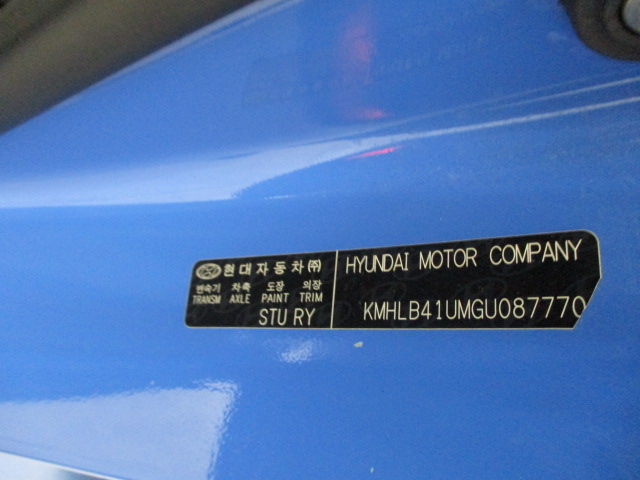 현대자동차㈜
변속기 차축 도장 의장
TRANSM AXLE PAINT TRIM
STU RY
HYUNDAI MOTOR COMPANY
KMHLB41UMGU087770